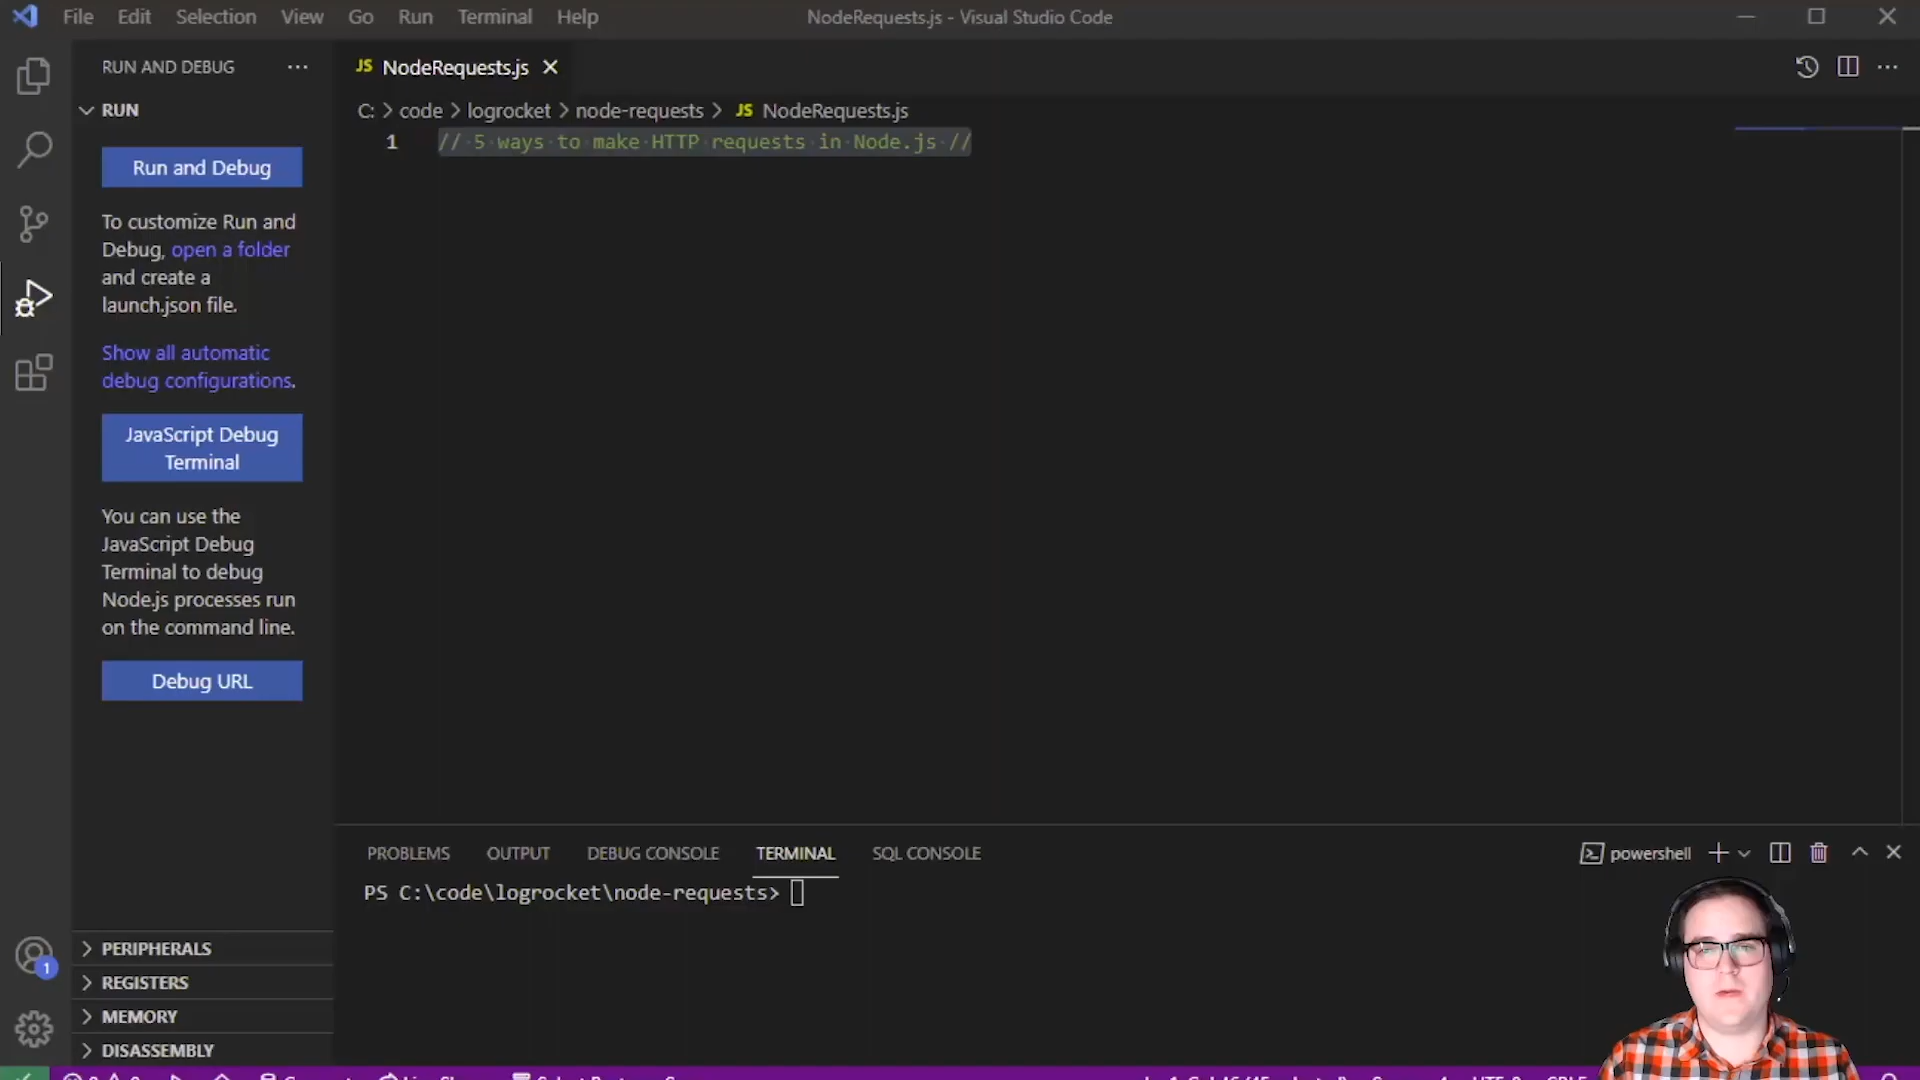 File Edit Selection View Go Run Terminal Help NodeRequests.js - Visual Studio Code
RUN AND DEBUG
JS NodeRequests.js
RUN
C: > code > logrocket > node-requests > JS NodeRequests.js
1 // 5 ways to make HTTP requests in Node.js //
Run and Debug
To customize Run and
Debug, open a folder
and create a
launch.json file.
Show all automatic
debug configurations.
JavaScript Debug
Terminal
You can use the
JavaScript Debug
Terminal to debug
Node.js processes run
on the command line.
Debug URL
PROBLEMS OUTPUT DEBUG CONSOLE TERMINAL SQL CONSOLE powershell
PS C:\code\logrocket\node-requests>
PERIPHERALS
1
REGISTERS
MEMORY
DISASSEMBLY